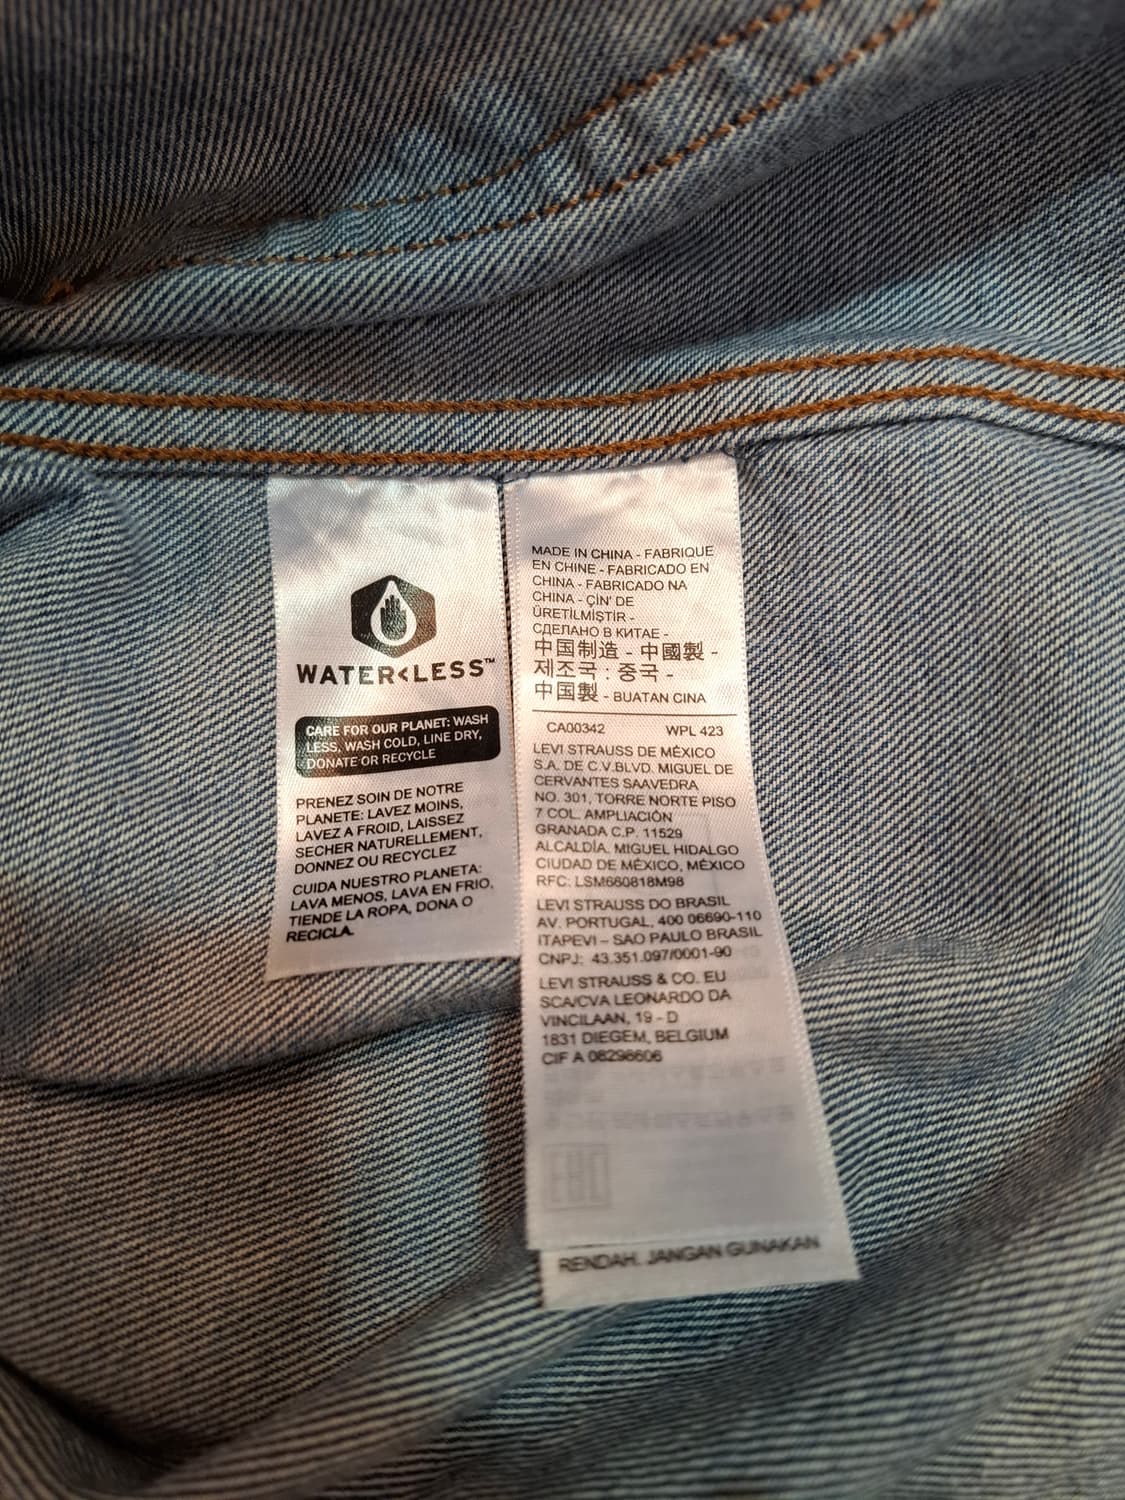 WATER<LESS™
CARE FOR OUR PLANET: WASH
LESS, WASH COLD, LINE DRY,
DONATE OR RECYCLE
PRENEZ SOIN DE NOTRE
PLANETE: LAVEZ MOINS,
LAVEZ A FROID, LAISSEZ
SECHER NATURELLEMENT,
DONNEZ OU RECYCLEZ
CUIDA NUESTRO PLANETA:
LAVA MENOS, LAVA EN FRIO,
TIENDE LA ROPA, DONA O
RECICLA.
MADE IN CHINA - FABRIQUE
EN CHINE - FABRICADO EN
CHINA - FABRICADO NA
CHINA - ÇİN' DE
ÜRETİLMİŞTİR -
СДЕЛАНО В КИТАЕ -
中国制造 - 中國製 -
제조국 : 중국 -
中国製 - BUATAN CINA
CA00342 WPL 423
LEVI STRAUSS DE MÉXICO
S.A. DE C.V.BLVD. MIGUEL DE
CERVANTES SAAVEDRA
NO. 301, TORRE NORTE PISO
7 COL. AMPLIACIÓN
GRANADA C.P. 11529
ALCALDÍA. MIGUEL HIDALGO
CIUDAD DE MÉXICO, MÉXICO
RFC: LSM660818M98
LEVI STRAUSS DO BRASIL
AV. PORTUGAL, 400 06690-110
ITAPEVI – SAO PAULO BRASIL
CNPJ: 43.351.097/0001-90
LEVI STRAUSS & CO. EU
SCA/CVA LEONARDO DA
VINCILAAN, 19 - D
1831 DIEGEM, BELGIUM
CIF A 08298606
RENDAH. JANGAN GUNAKAN